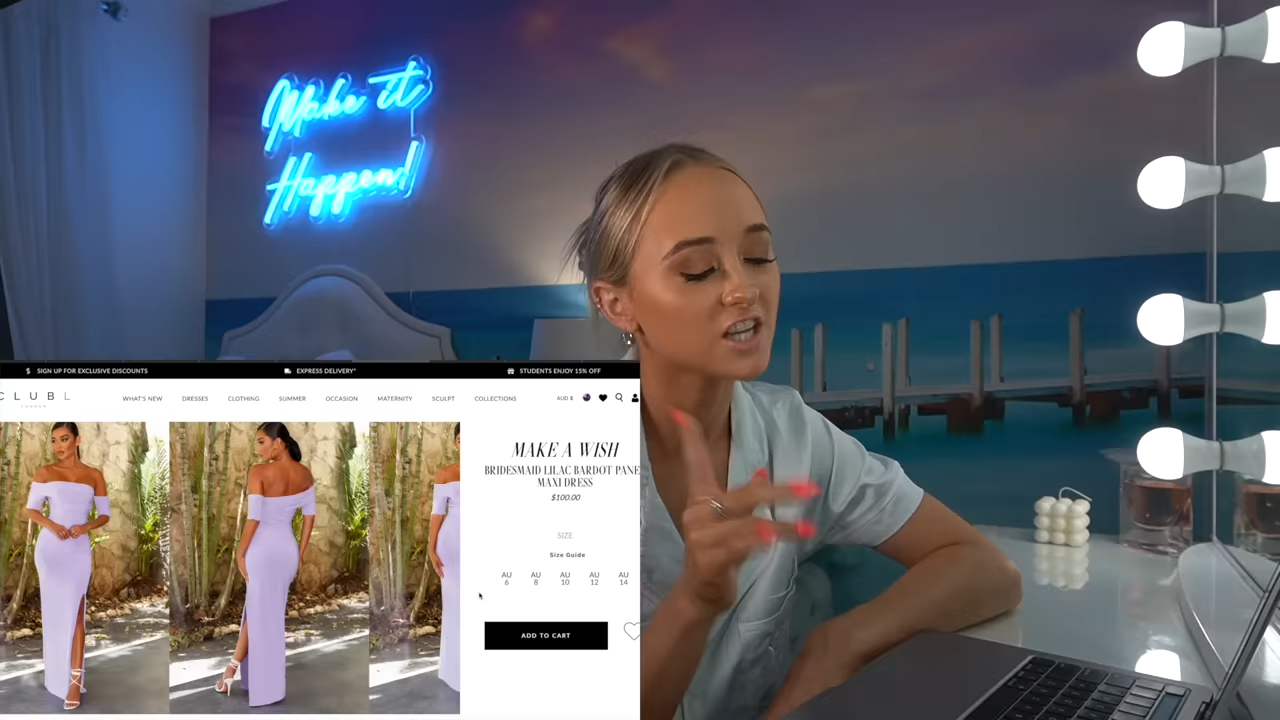 Make it
Happen!
SIGN UP FOR EXCLUSIVE DISCOUNTS
EXPRESS DELIVERY*
STUDENTS ENJOY 15% OFF
CLUB L
LONDON
WHAT'S NEW
DRESSES
CLOTHING
SUMMER
OCCASION
MATERNITY
SCULPT
COLLECTIONS
AUD $
MAKE A WISH
BRIDESMAID LILAC BARDOT PANE
MAXI DRESS
$100.00
SIZE
Size Guide
AU 6
AU 8
AU 10
AU 12
AU 14
ADD TO CART